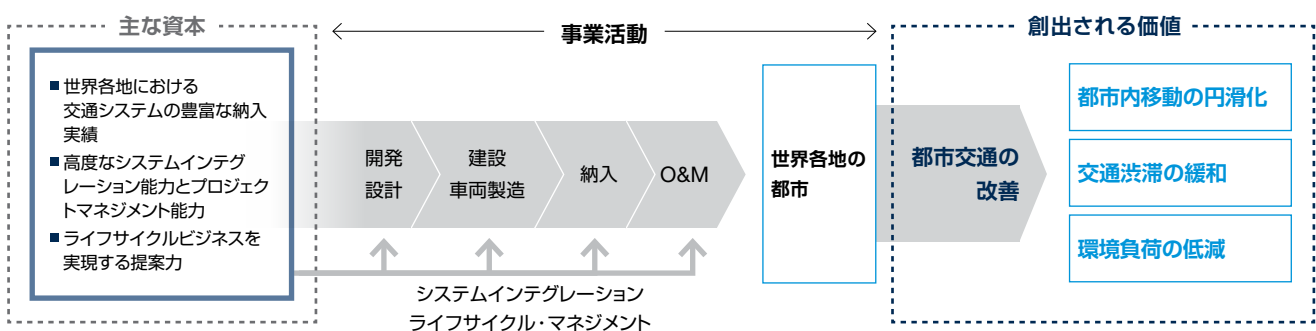 主な資本
事業活動
創出される価値
■世界各地における
交通システムの豊富な納入
実績
■高度なシステムインテグ
レーション能力とプロジェク
トマネジメント能力
■ライフサイクルビジネスを
実現する提案力
開発
設計
建設
車両製造
納入
O&M
システムインテグレーション
ライフサイクル・マネジメント
世界各地の
都市
都市交通の
改善
都市内移動の円滑化
交通渋滞の緩和
環境負荷の低減